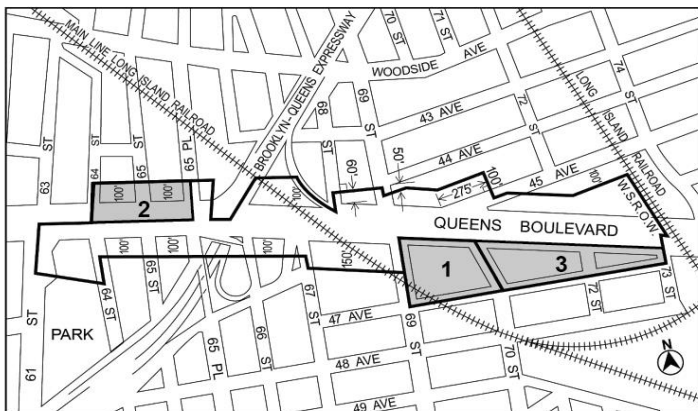 MAIN LINE LONG ISLAND RAILROAD
BROOKLYN-QUEENS EXPRESSWAY
70 ST
71 ST
WOODSIDE AVE
72 ST
74 ST
LONG ISLAND RAILROAD
W.S.R.O.W.
43 AVE
44 AVE
45 AVE
63 ST
64 ST
65 ST
65 PL
68 ST
69 ST
60'
50'
275'
100'
100'
100'
100'
100'
2
QUEENS BOULEVARD
100'
100'
150'
1
3
PARK
61 ST
64 ST
65 ST
65 PL
66 ST
67 ST
69 ST
70 ST
72 ST
73 ST
47 AVE
48 AVE
49 AVE
N